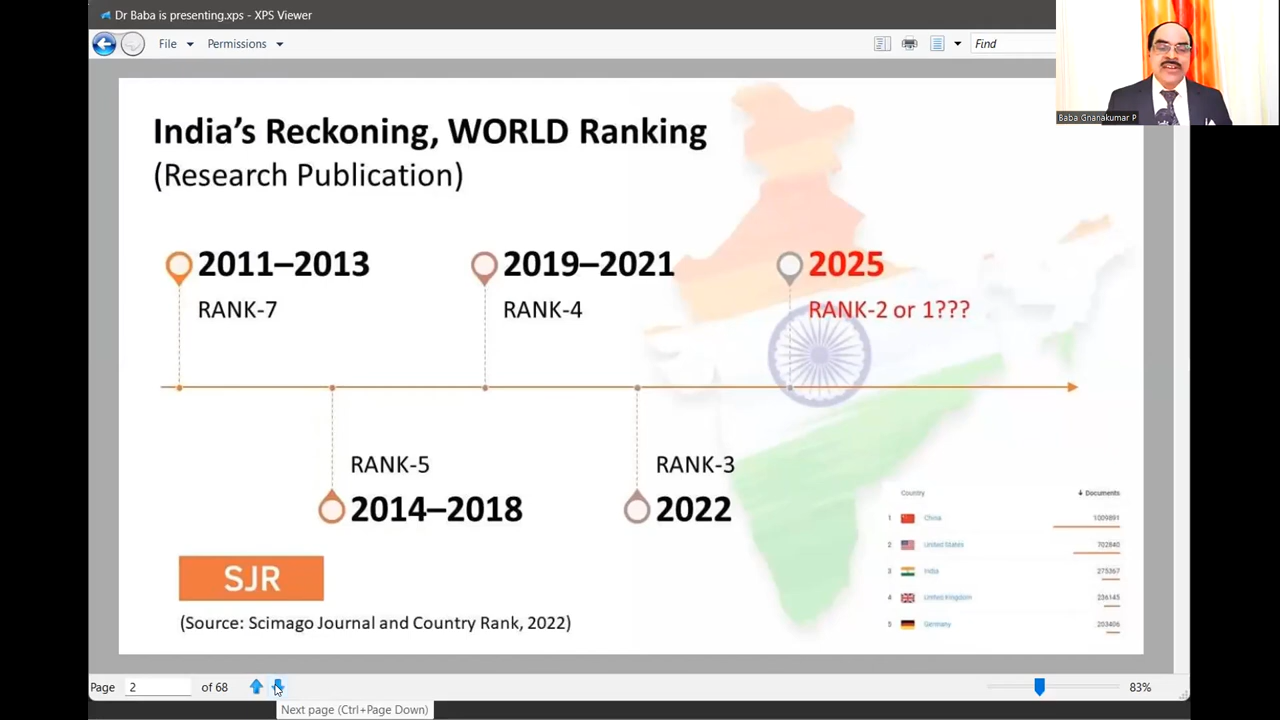 Dr Baba is presenting.xps - XPS Viewer
File Permissions
Find
Baba Gnanakumar P
India's Reckoning, WORLD Ranking
(Research Publication)
2011–2013
RANK-7
2019–2021
RANK-4
2025
RANK-2 or 1???
RANK-5
2014–2018
RANK-3
2022
SJR
(Source: Scimago Journal and Country Rank, 2022)
Country ↓ Documents
1 China 1009891
2 United States 702840
3 India 275367
4 United Kingdom 236145
5 Germany 203406
Page 2 of 68
83%
Next page (Ctrl+Page Down)